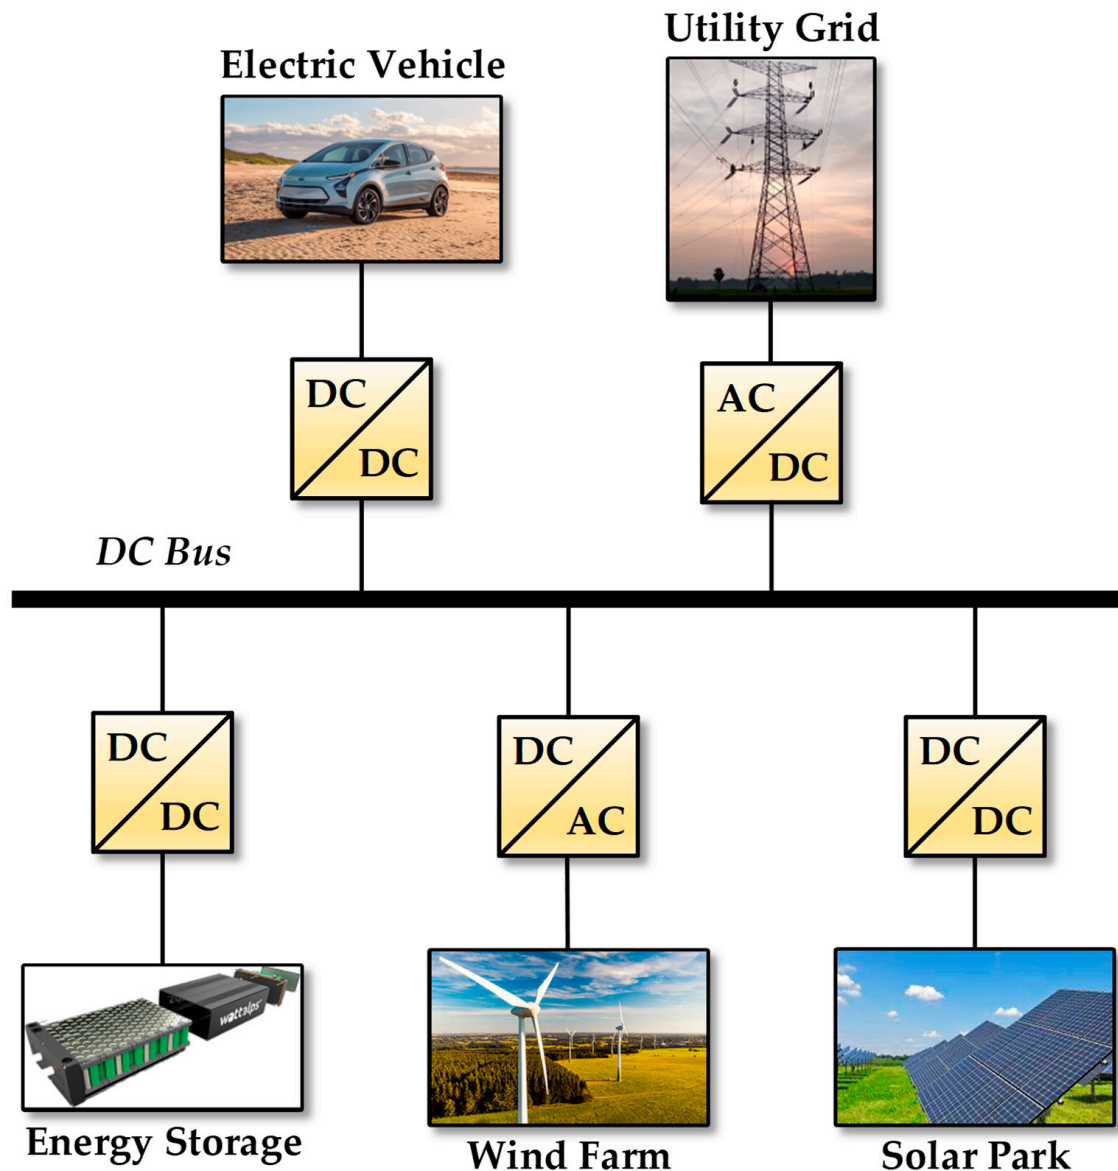 Electric Vehicle
Utility Grid
DC
DC
AC
DC
DC Bus
DC
DC
DC
AC
DC
DC
wattalps
Energy Storage
Wind Farm
Solar Park